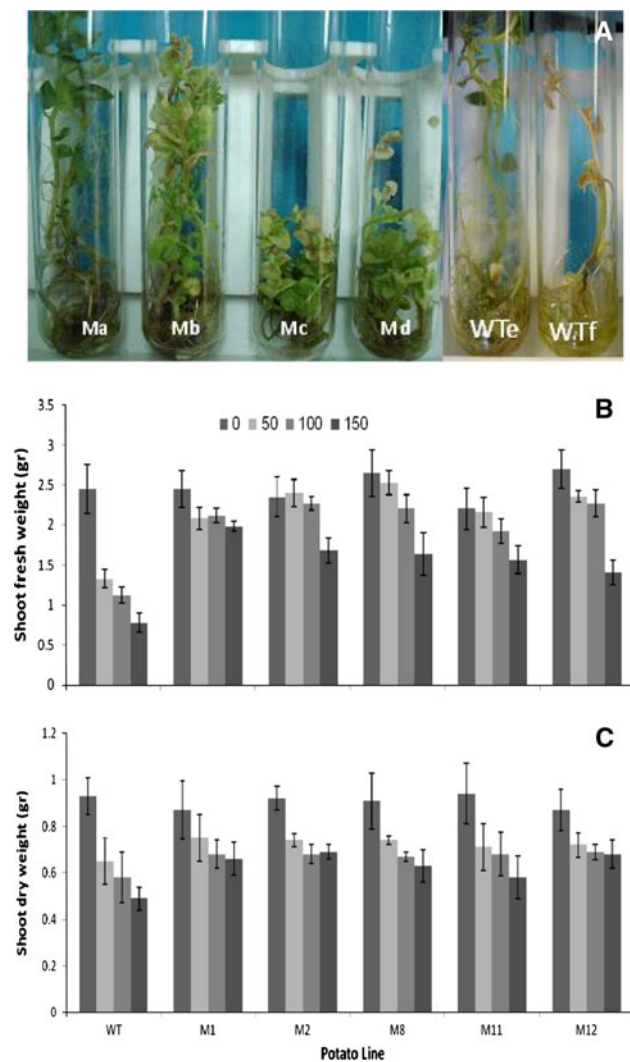 A
Ma Mb Mc Md WTe WTf
B
0 50 100 150
Shoot fresh weight (gr)
3.5
3
2.5
2
1.5
1
0.5
0
C
Shoot dry weight (gr)
1.2
1
0.8
0.6
0.4
0.2
0
WT M1 M2 M8 M11 M12
Potato Line